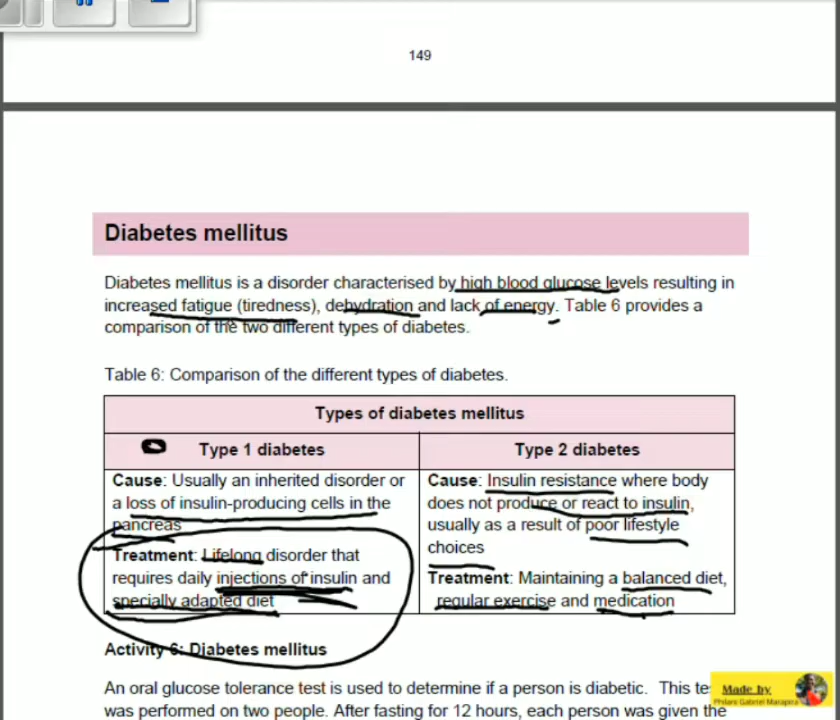 149
Diabetes mellitus
Diabetes mellitus is a disorder characterised by high blood glucose levels resulting in
increased fatigue (tiredness), dehydration and lack of energy. Table 6 provides a
comparison of the two different types of diabetes.
Table 6: Comparison of the different types of diabetes.
Types of diabetes mellitus
Type 1 diabetes
Cause: Usually an inherited disorder or
a loss of insulin-producing cells in the
pancreas
Treatment: Lifelong disorder that
requires daily injections of insulin and
specially adapted diet
Type 2 diabetes
Cause: Insulin resistance where body
does not produce or react to insulin,
usually as a result of poor lifestyle
choices
Treatment: Maintaining a balanced diet,
regular exercise and medication
Activity 6: Diabetes mellitus
An oral glucose tolerance test is used to determine if a person is diabetic. This
was performed on two people. After fasting for 12 hours, each person was given the
Made by
Philani Gabriel